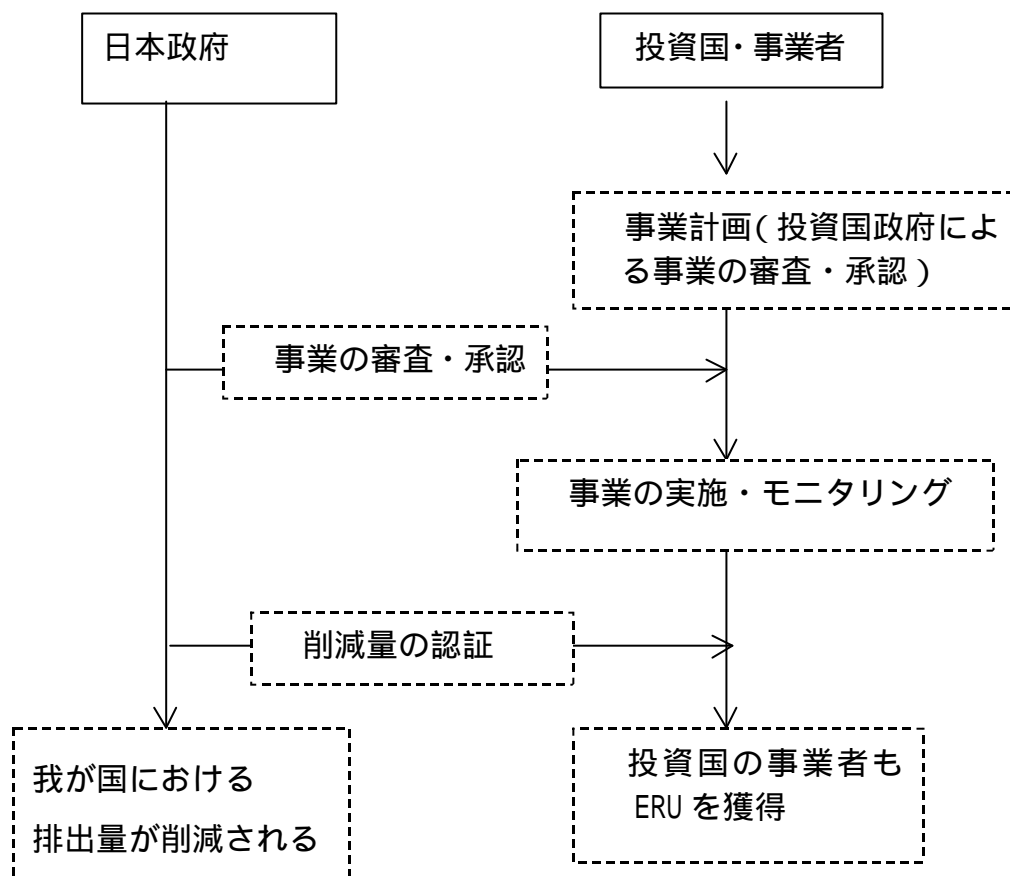 日本政府
投資国・事業者
事業計画(投資国政府によ
る事業の審査・承認)
事業の審査・承認
事業の実施・モニタリング
削減量の認証
我が国における
排出量が削減される
投資国の事業者も
ERUを獲得